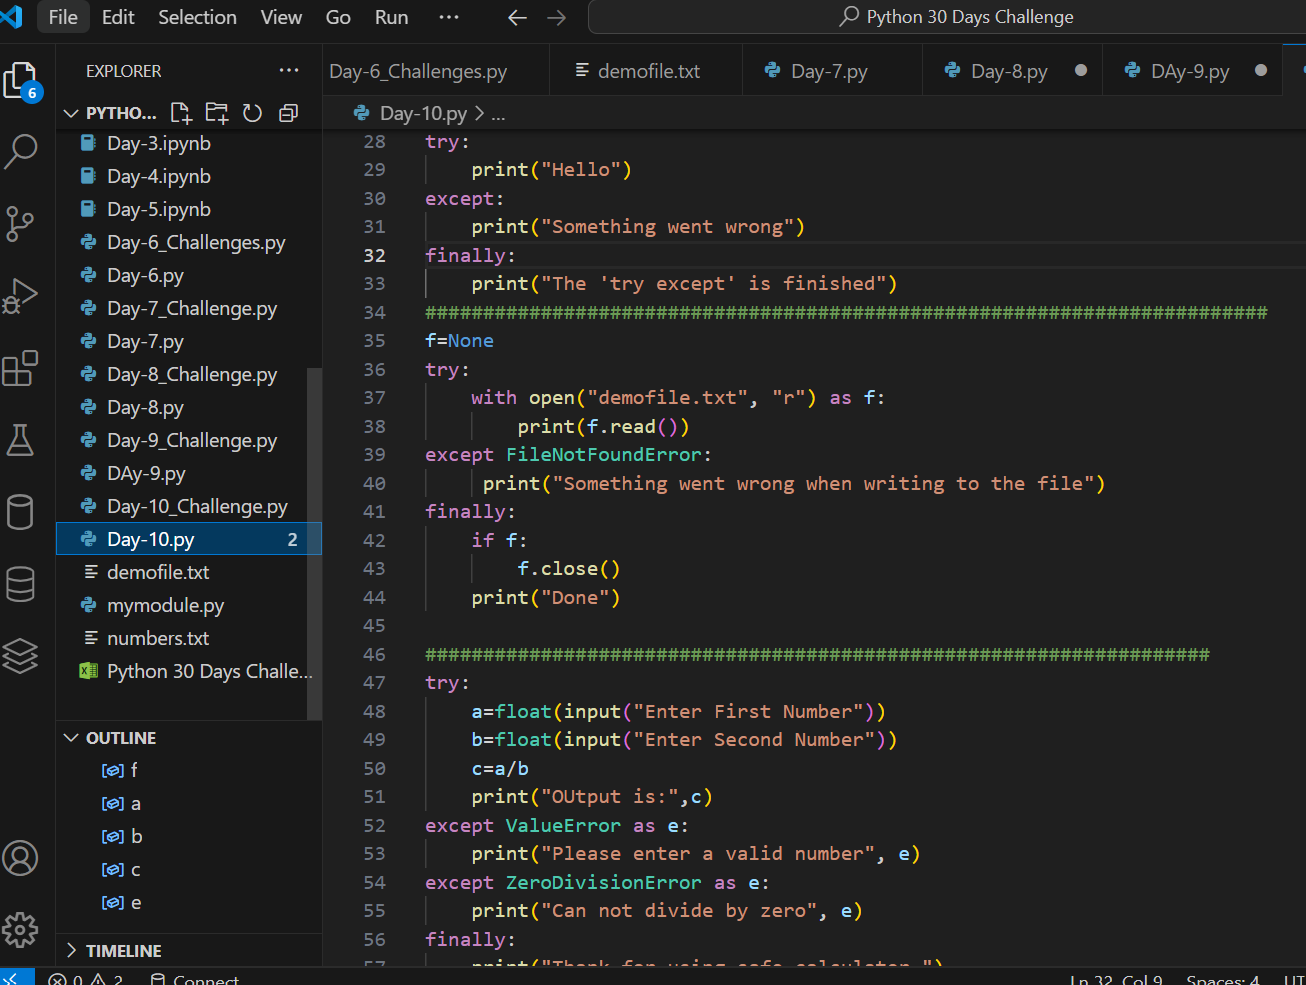 File Edit Selection View Go Run ··· Python 30 Days Challenge
EXPLORER ···
Day-6_Challenges.py demofile.txt Day-7.py Day-8.py DAy-9.py
6
PYTHO...
Day-10.py > ...
Day-3.ipynb
Day-4.ipynb
Day-5.ipynb
Day-6_Challenges.py
Day-6.py
Day-7_Challenge.py
Day-7.py
Day-8_Challenge.py
Day-8.py
Day-9_Challenge.py
DAy-9.py
Day-10_Challenge.py
Day-10.py 2
demofile.txt
mymodule.py
numbers.txt
Python 30 Days Challe...
OUTLINE
f
a
b
c
e
TIMELINE
28 try:
29     print("Hello")
30 except:
31     print("Something went wrong")
32 finally:
33     print("The 'try except' is finished")
34 #########################################################################
35 f=None
36 try:
37     with open("demofile.txt", "r") as f:
38         print(f.read())
39 except FileNotFoundError:
40      print("Something went wrong when writing to the file")
41 finally:
42     if f:
43         f.close()
44     print("Done")
45
46 ####################################################################
47 try:
48     a=float(input("Enter First Number"))
49     b=float(input("Enter Second Number"))
50     c=a/b
51     print("OUtput is:",c)
52 except ValueError as e:
53     print("Please enter a valid number", e)
54 except ZeroDivisionError as e:
55     print("Can not divide by zero", e)
56 finally:
57     print("Thank for using safe calculator.")
0 2 Connect Ln 32, Col 9 Spaces: 4 UT